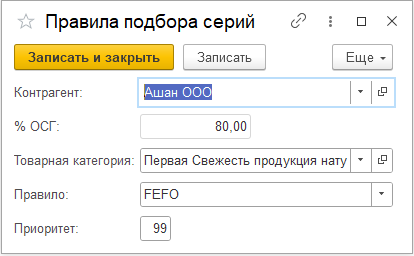 Правила подбора серий
Записать и закрыть Записать Еще
Контрагент: Ашан ООО
% ОСГ: 80,00
Товарная категория: Первая Свежесть продукция нату
Правило: FEFO
Приоритет: 99